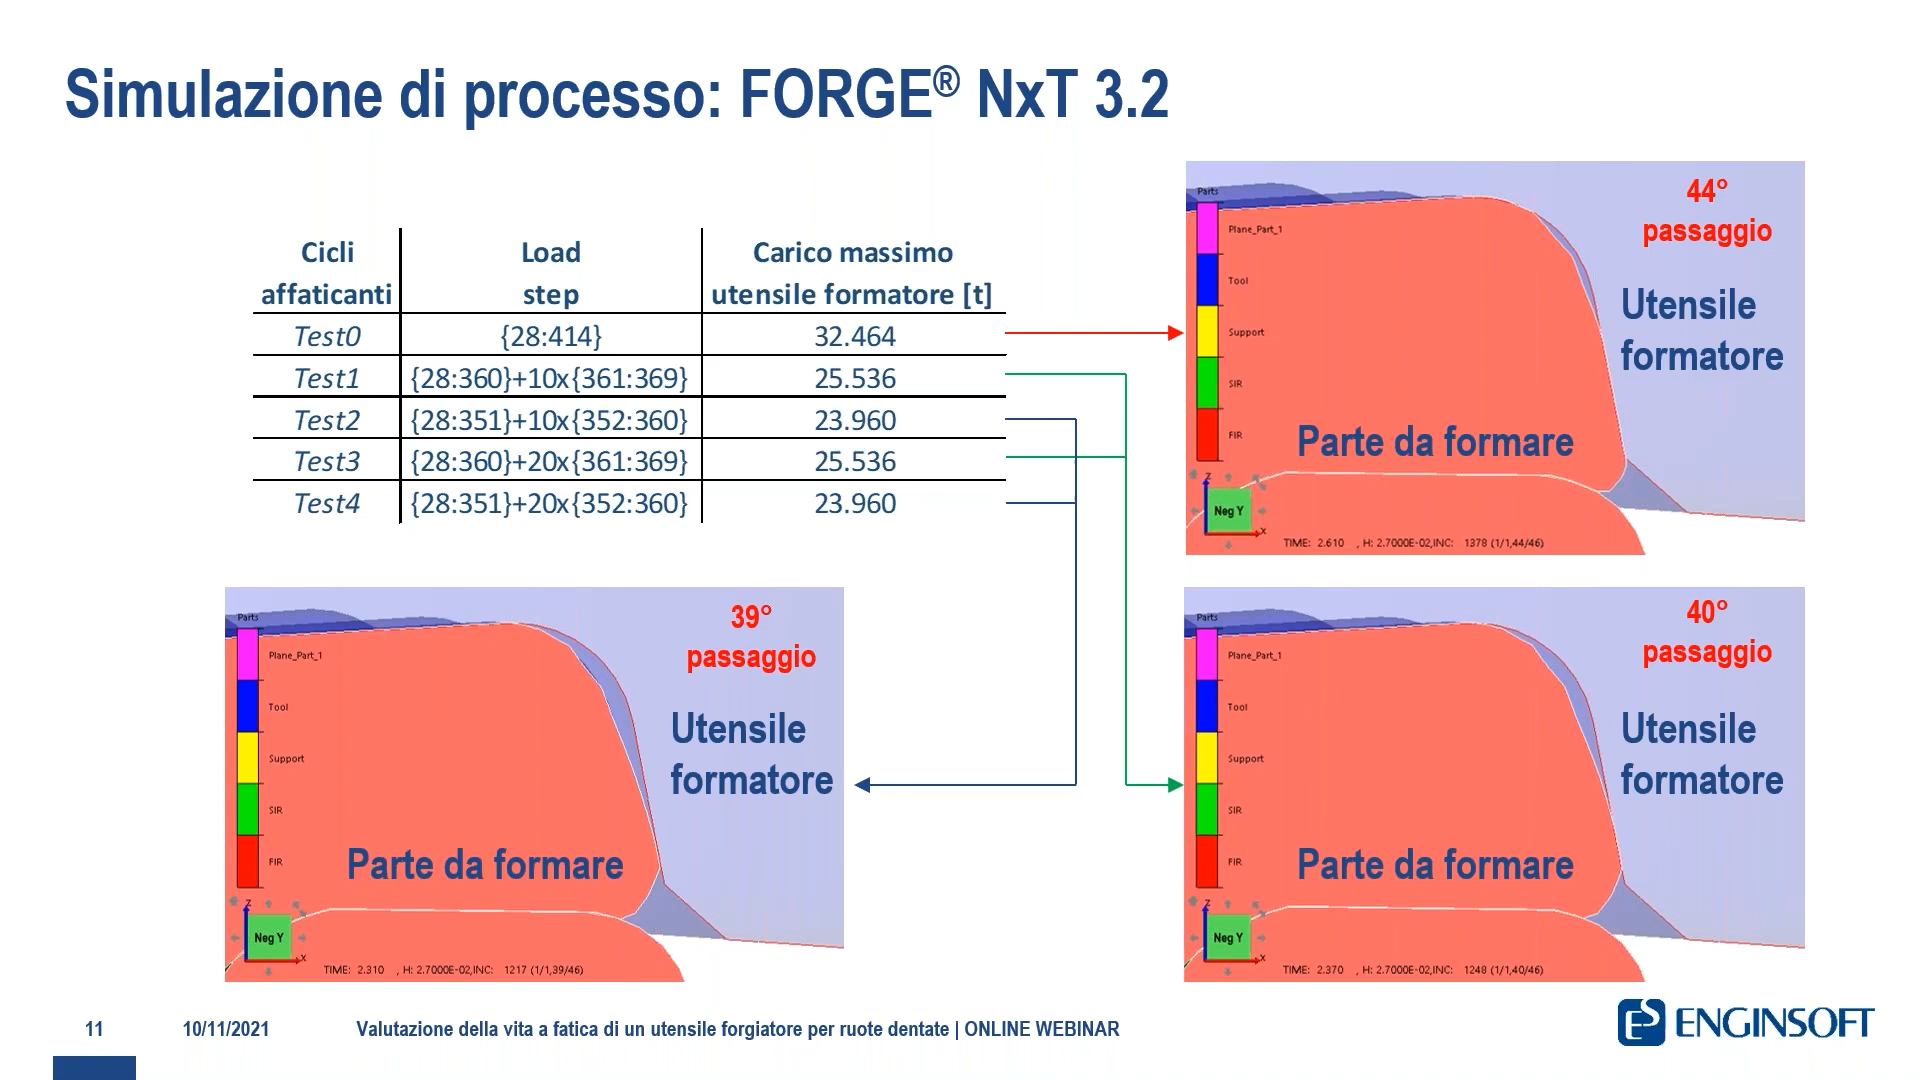 Simulazione di processo: FORGE® NxT 3.2
Cicli affaticanti | Load step | Carico massimo utensile formatore [t]
Test0 | {28:414} | 32.464
Test1 | {28:360}+10x{361:369} | 25.536
Test2 | {28:351}+10x{352:360} | 23.960
Test3 | {28:360}+20x{361:369} | 25.536
Test4 | {28:351}+20x{352:360} | 23.960
44°
passaggio
Parts
Plane_Part_1
Tool
Support
SIR
FIR
Utensile
formatore
Parte da formare
Z
Neg Y
X
TIME: 2.610 , H: 2.7000E-02,INC: 1378 (1/1,44/46)
39°
passaggio
Parts
Plane_Part_1
Tool
Support
SIR
FIR
Utensile
formatore
Parte da formare
Z
Neg Y
X
TIME: 2.310 , H: 2.7000E-02,INC: 1217 (1/1,39/46)
40°
passaggio
Parts
Plane_Part_1
Tool
Support
SIR
FIR
Utensile
formatore
Parte da formare
Z
Neg Y
X
TIME: 2.370 , H: 2.7000E-02,INC: 1248 (1/1,40/46)
11 10/11/2021 Valutazione della vita a fatica di un utensile forgiatore per ruote dentate | ONLINE WEBINAR
ENGINSOFT